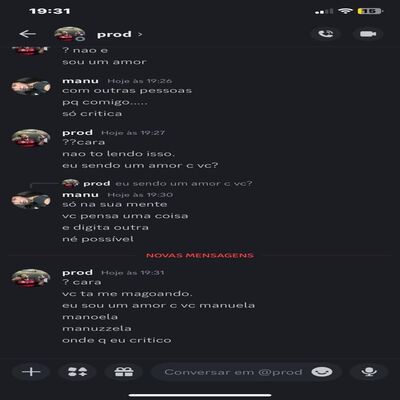 19:31
15
prod ›
? nao e
sou um amor
manu Hoje às 19:26
com outras pessoas
pq comigo.....
só critica
prod Hoje às 19:27
??cara
nao to lendo isso.
eu sendo um amor c vc?
prod eu sendo um amor c vc?
manu Hoje às 19:30
só na sua mente
vc pensa uma coisa
e digita outra
né possível
NOVAS MENSAGENS
prod Hoje às 19:31
? cara
vc ta me magoando.
eu sou um amor c vc manuela
manoela
manuzzela
onde q eu critico
Conversar em @prod